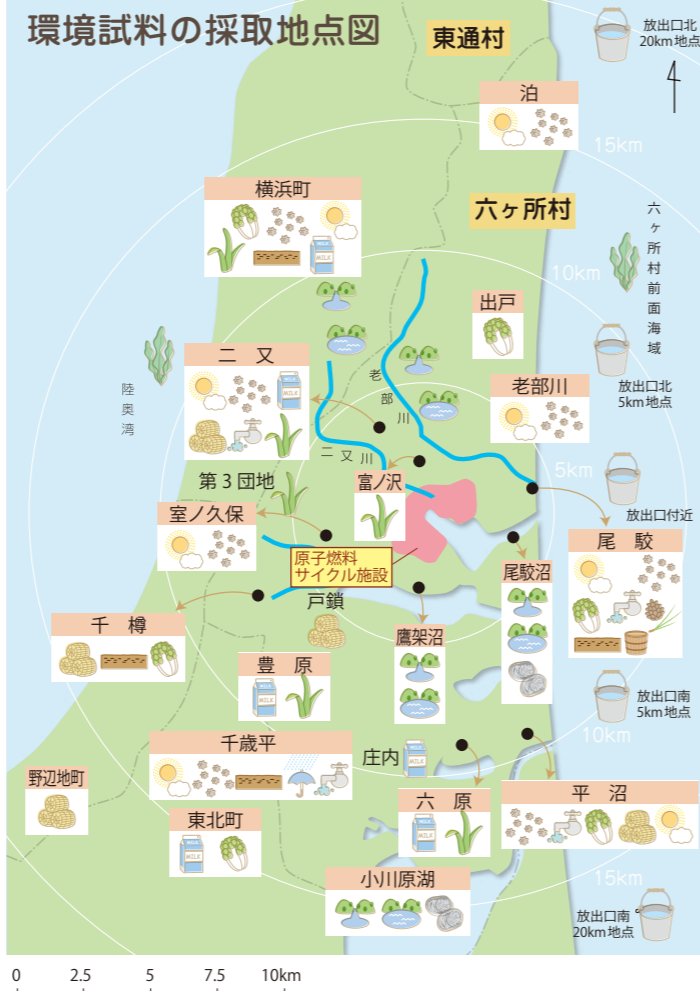 環境試料の採取地点図
東通村
放出口北
20km地点
泊
15km
横浜町
MILK
六ヶ所村
六ヶ所村前面海域
10km
出戸
二 又
MILK
放出口北
5km地点
陸奥湾
老部川
老部川
二又川
5km
第3団地
富ノ沢
放出口付近
室ノ久保
尾 駮
原子燃料
サイクル施設
尾駮沼
戸鎖
千 樽
鷹架沼
豊 原
MILK
放出口南
5km地点
10km
千歳平
庄内
MILK
野辺地町
六 原
MILK
平 沼
東北町
MILK
小川原湖
15km
放出口南
20km地点
0 2.5 5 7.5 10km